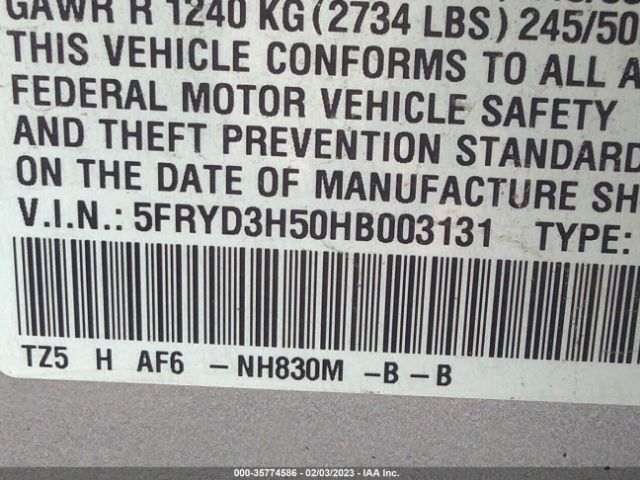 GAWR R 1240 KG (2734 LBS) 245/50
THIS VEHICLE CONFORMS TO ALL A
FEDERAL MOTOR VEHICLE SAFETY
AND THEFT PREVENTION STANDARD
ON THE DATE OF MANUFACTURE SH
V.I.N.: 5FRYD3H50HB003131 TYPE:
TZ5 H AF6 - NH830M - B - B
000-35774586 - 02/03/2023 - IAA Inc.